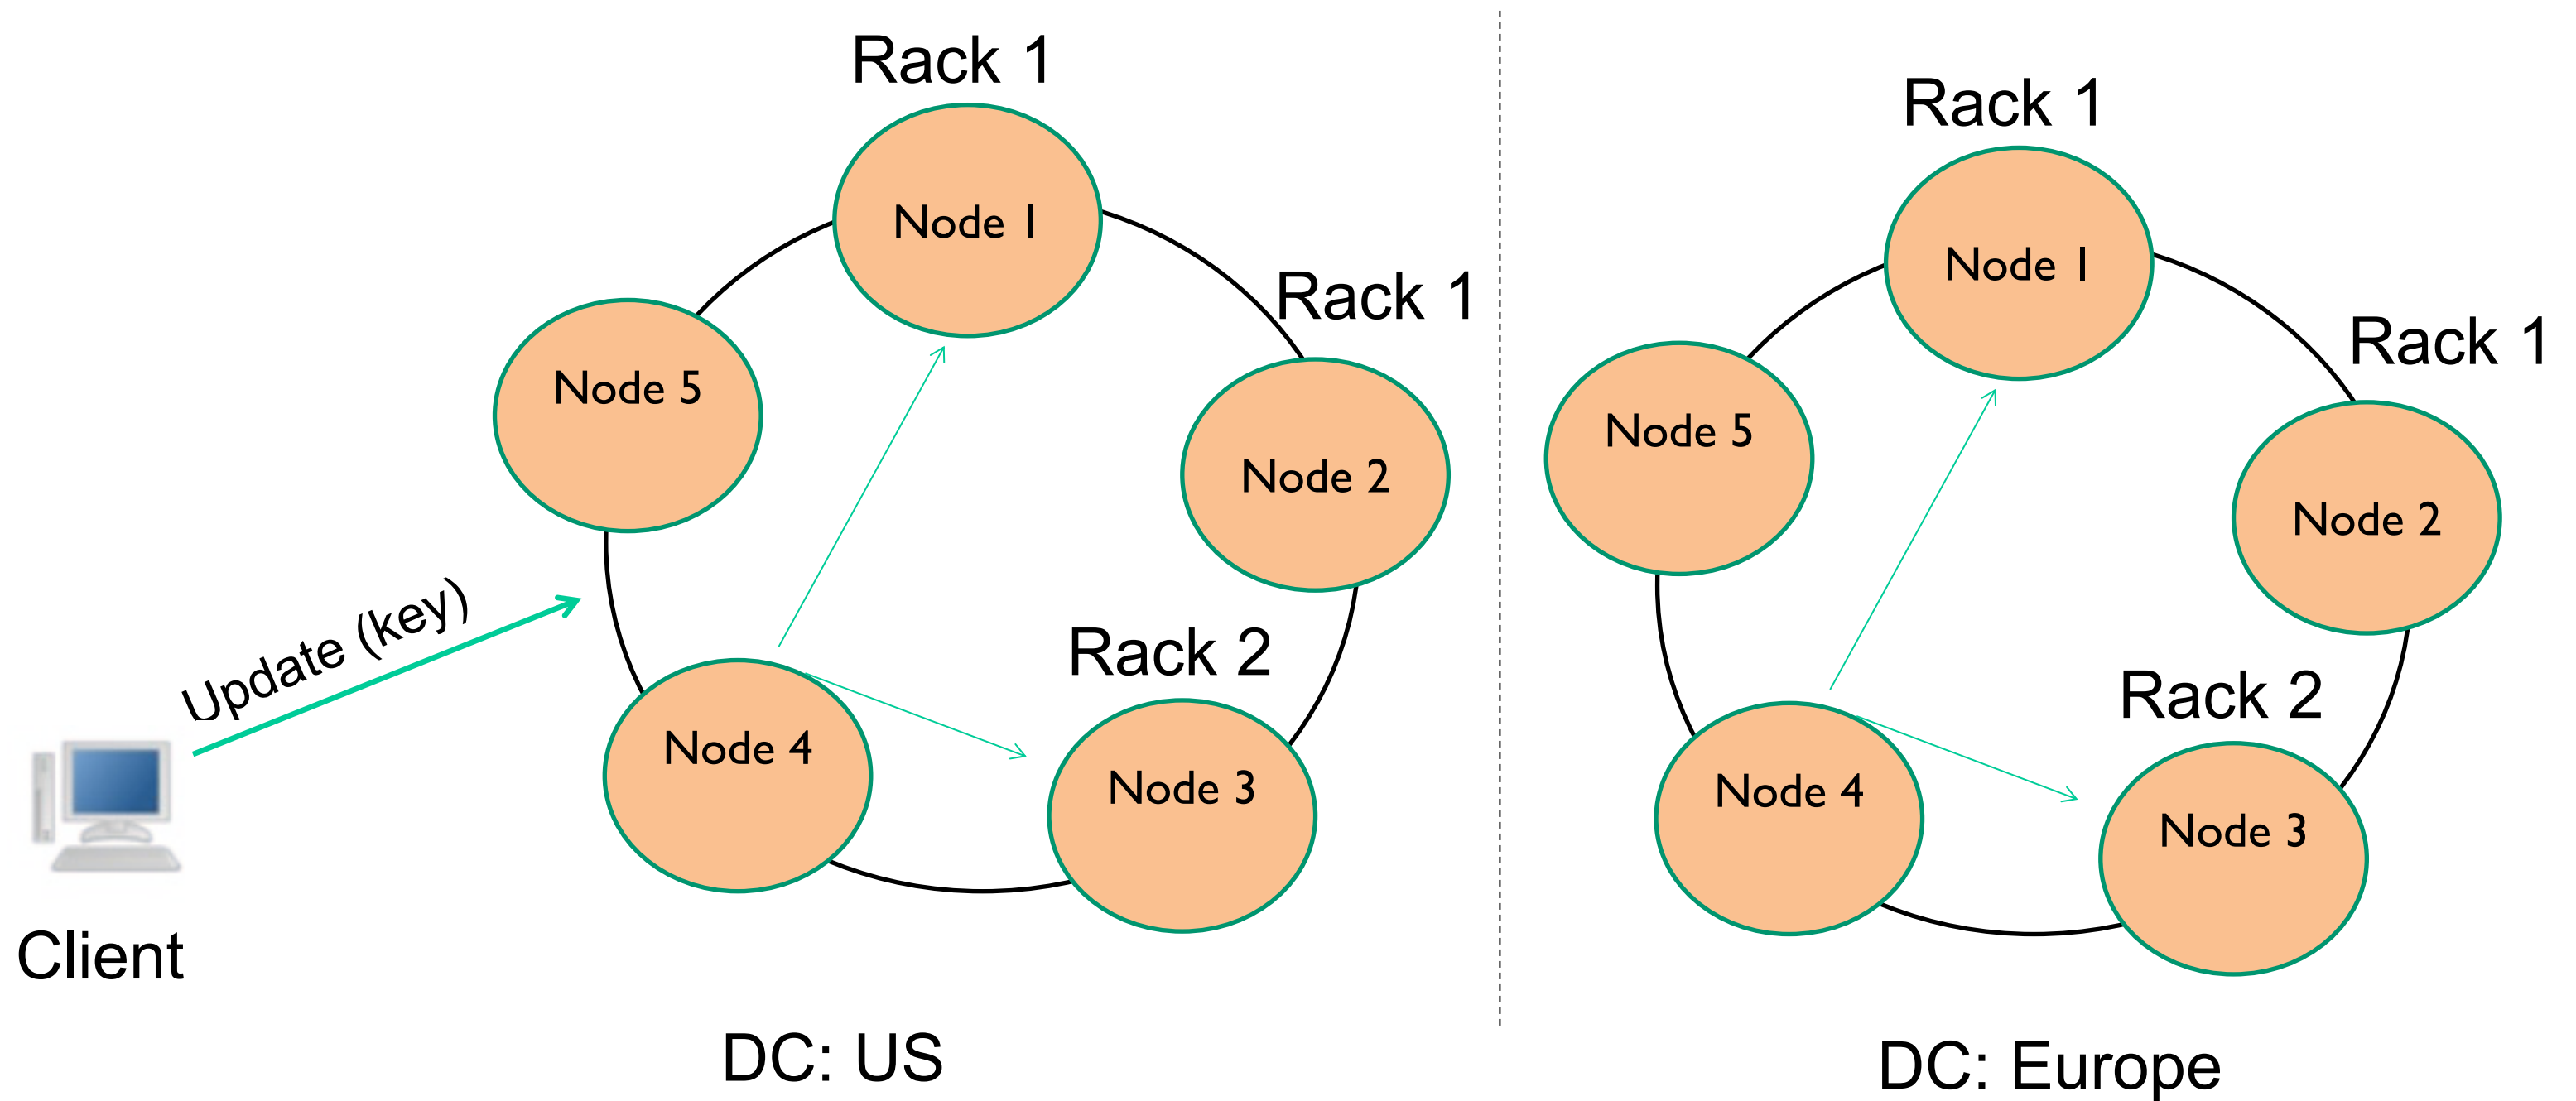 Rack 1
Node 1
Rack 1
Node 5
Node 2
Update (key)
Rack 2
Node 4
Node 3
Client
DC: US
Rack 1
Node 1
Rack 1
Node 5
Node 2
Rack 2
Node 4
Node 3
DC: Europe